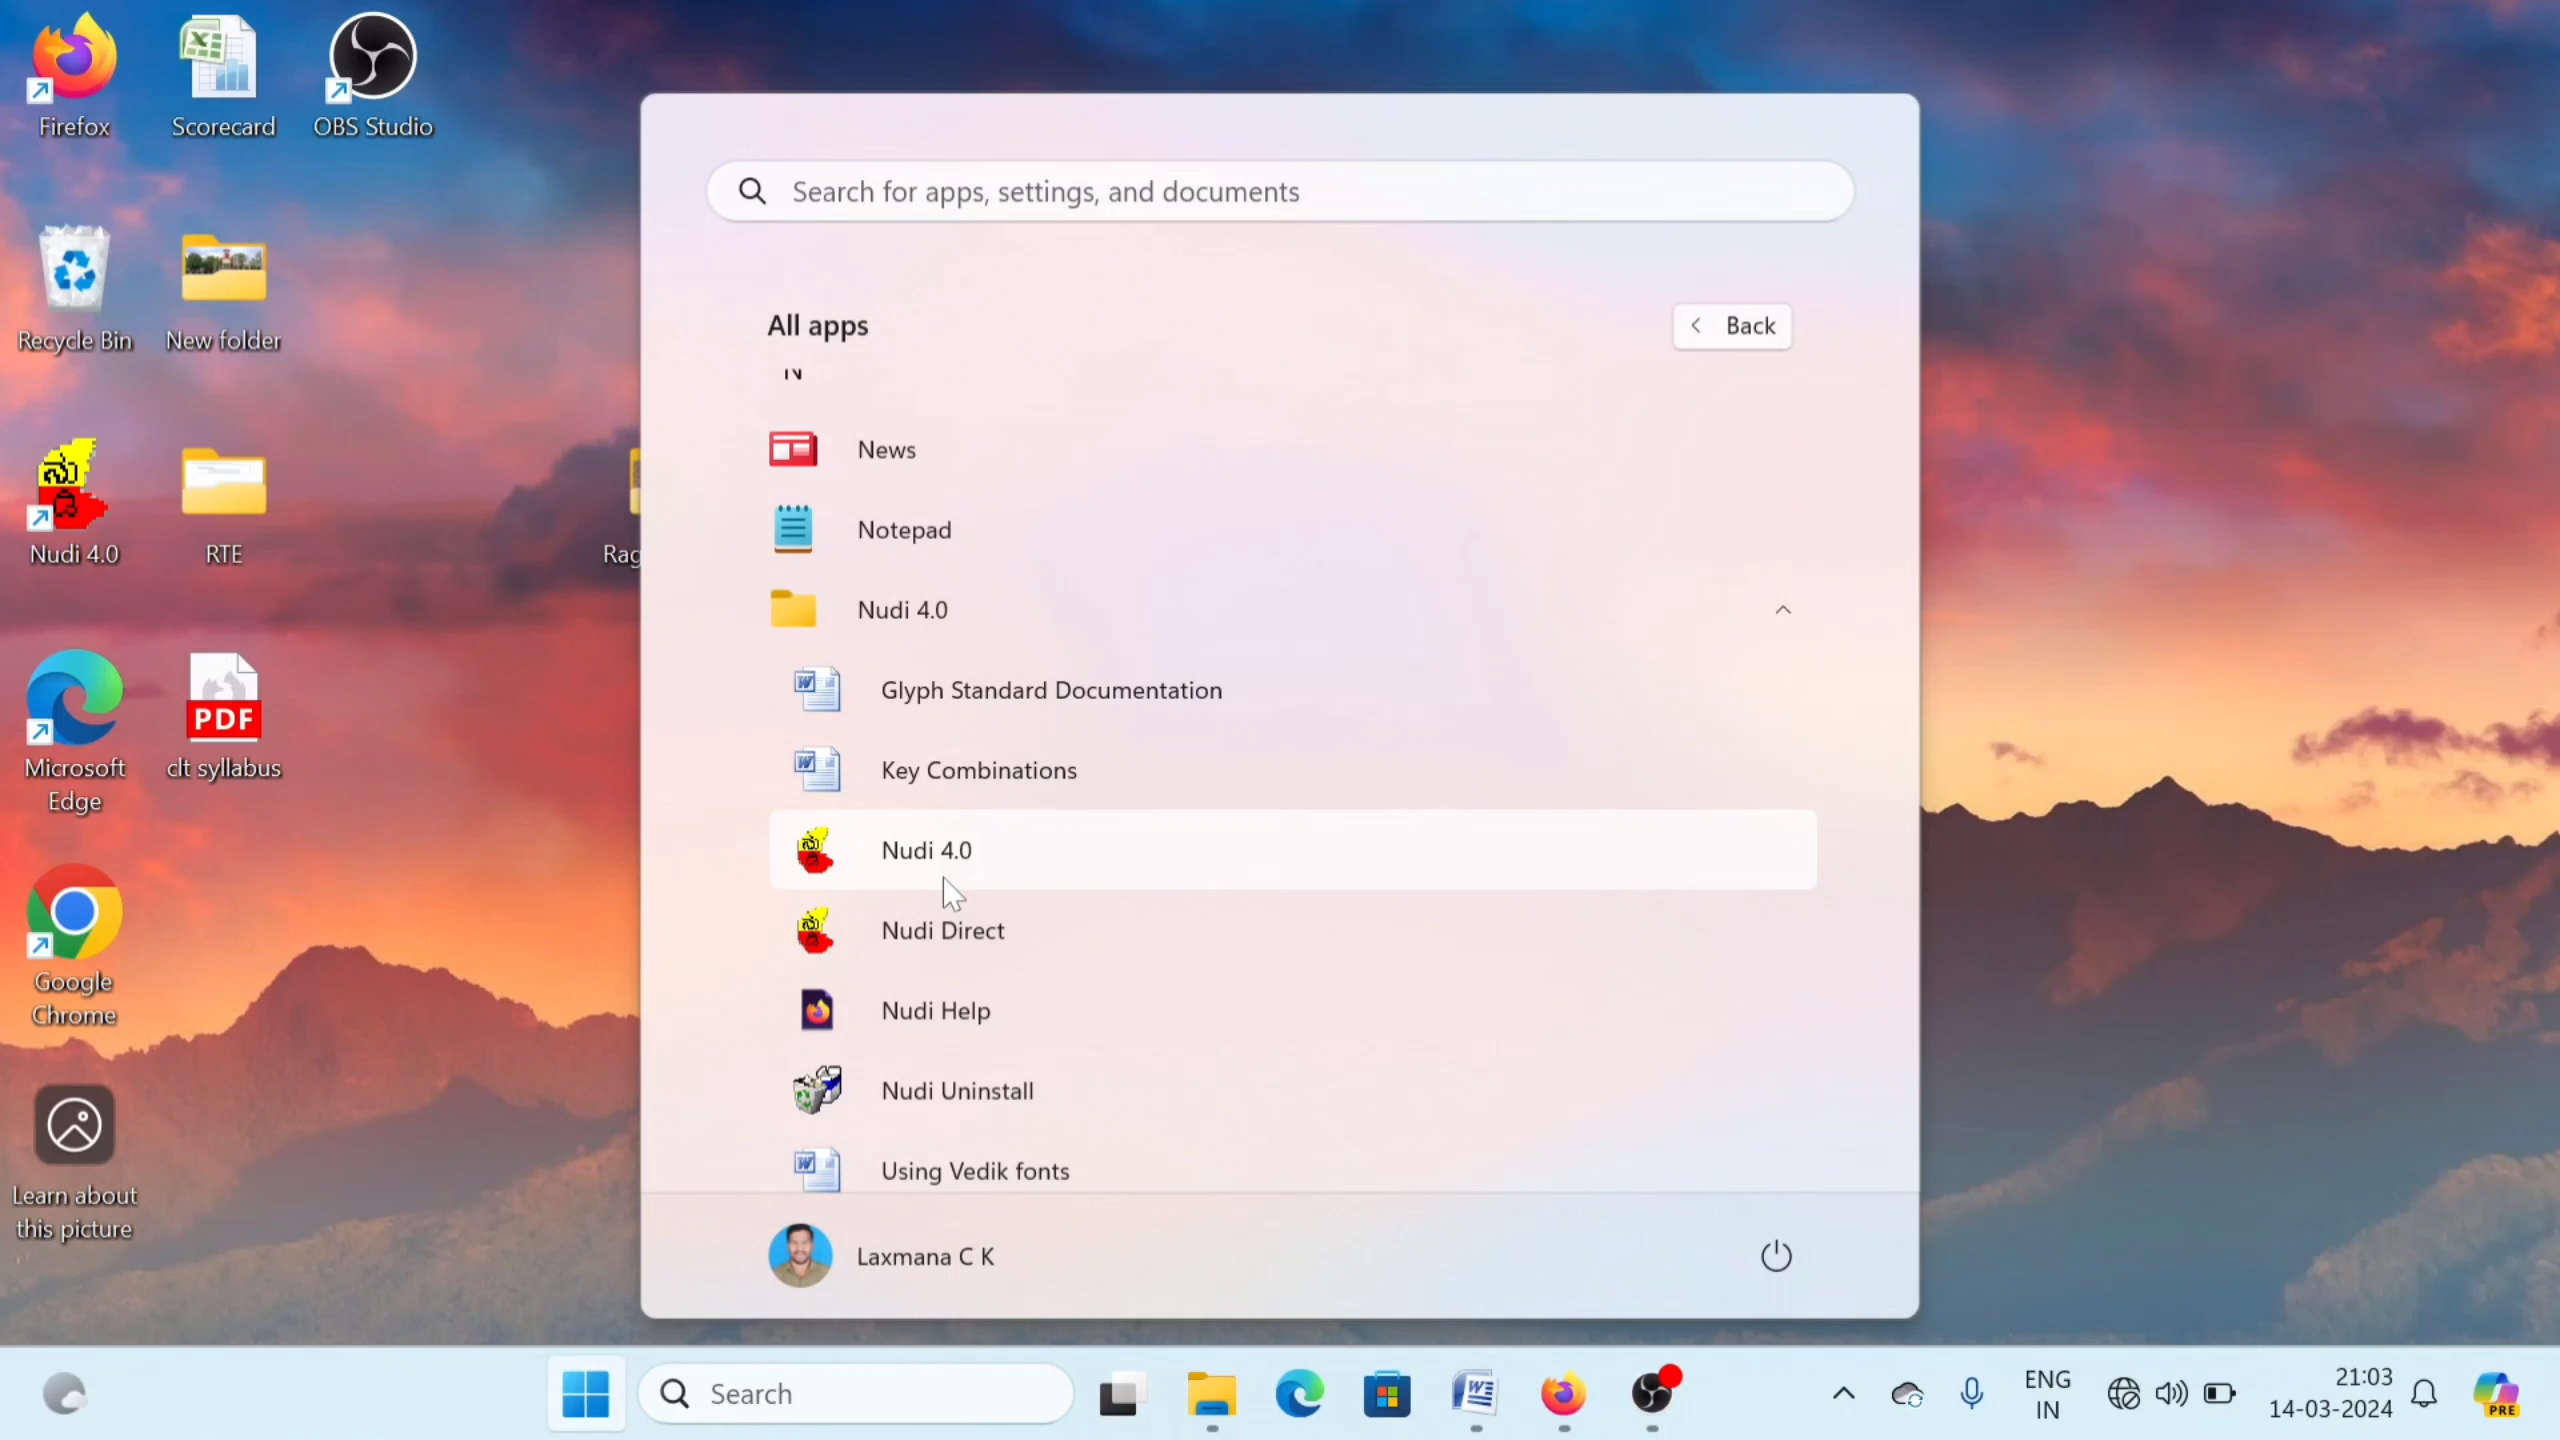 Firefox
Scorecard
OBS Studio
Recycle Bin
New folder
Nudi 4.0
RTE
Microsoft
Edge
PDF
clt syllabus
Google
Chrome
Learn about
this picture
Search for apps, settings, and documents
All apps
Back
News
Notepad
Nudi 4.0
Glyph Standard Documentation
Key Combinations
Nudi 4.0
Nudi Direct
Nudi Help
Nudi Uninstall
Using Vedik fonts
Laxmana C K
Search
ENG
IN
21:03
14-03-2024
PRE